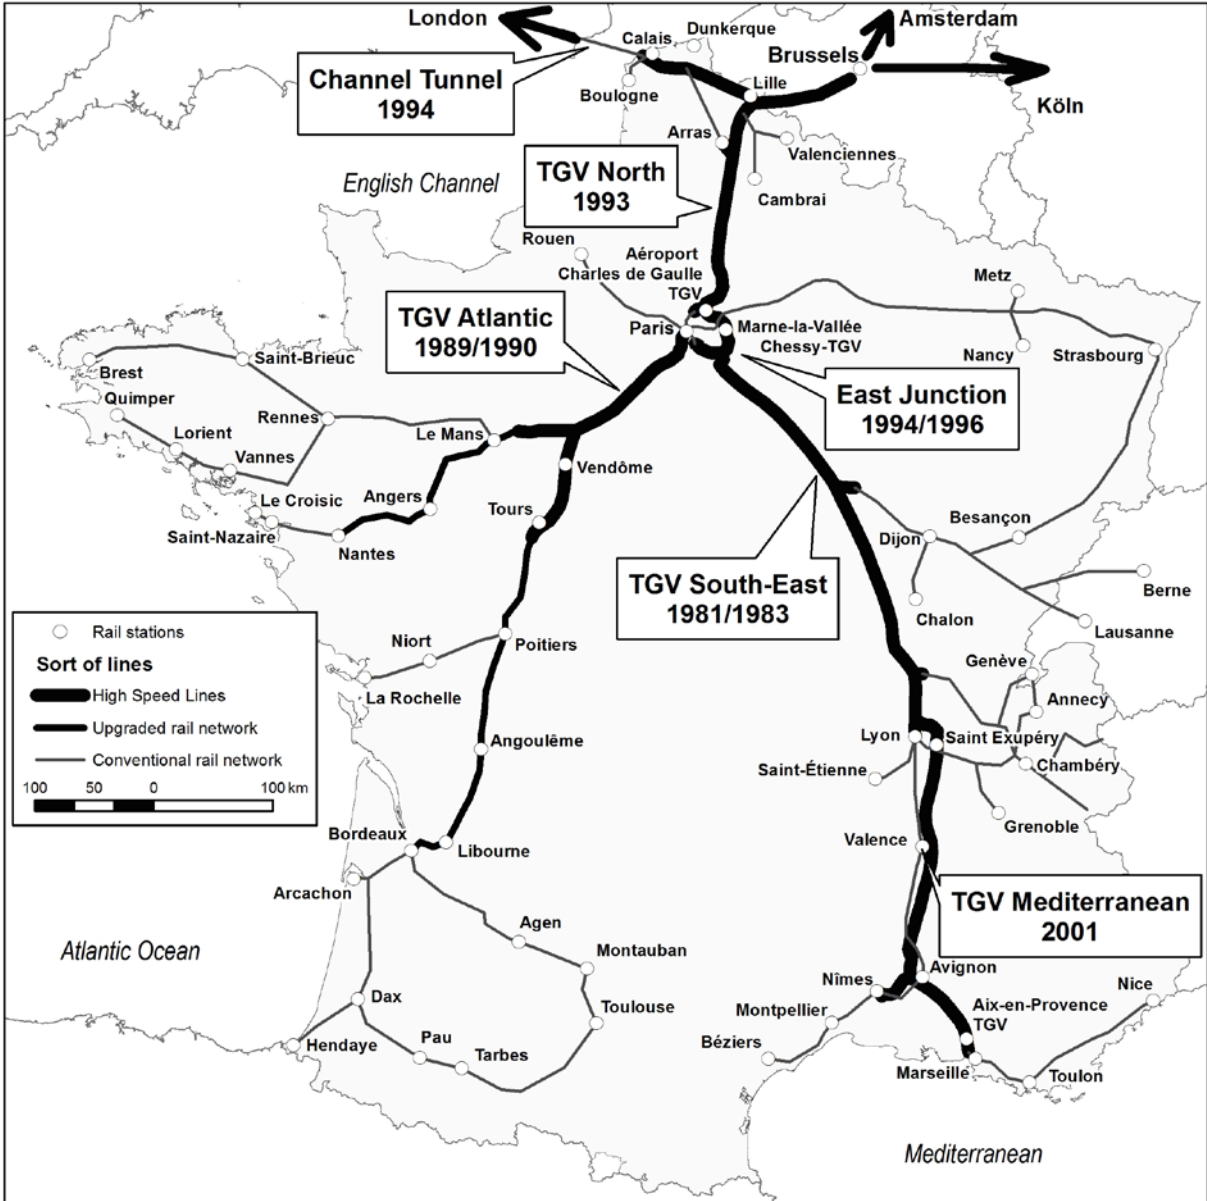 London
Amsterdam
Dunkerque
Calais
Brussels
Channel Tunnel
1994
Lille
Boulogne
Köln
Arras
Valenciennes
TGV North
1993
English Channel
Cambrai
Rouen
Aéroport
Charles de Gaulle
TGV
Metz
TGV Atlantic
1989/1990
Paris
Marne-la-Vallée
Chessy-TGV
Nancy
Strasbourg
Saint-Brieuc
Brest
East Junction
1994/1996
Quimper
Rennes
Le Mans
Lorient
Vannes
Vendôme
Le Croisic
Angers
Tours
Besançon
Saint-Nazaire
Nantes
Dijon
TGV South-East
1981/1983
Berne
Chalon
Lausanne
Rail stations
Sort of lines
High Speed Lines
Upgraded rail network
Conventional rail network
100 50 0 100 km
Niort
Poitiers
La Rochelle
Genève
Annecy
Angoulême
Lyon
Saint Exupéry
Saint-Étienne
Chambéry
Grenoble
Bordeaux
Libourne
Valence
Arcachon
TGV Mediterranean
2001
Agen
Montauban
Atlantic Ocean
Avignon
Nîmes
Nice
Dax
Toulouse
Montpellier
Aix-en-Provence
TGV
Hendaye
Pau
Tarbes
Béziers
Marseille
Toulon
Mediterranean